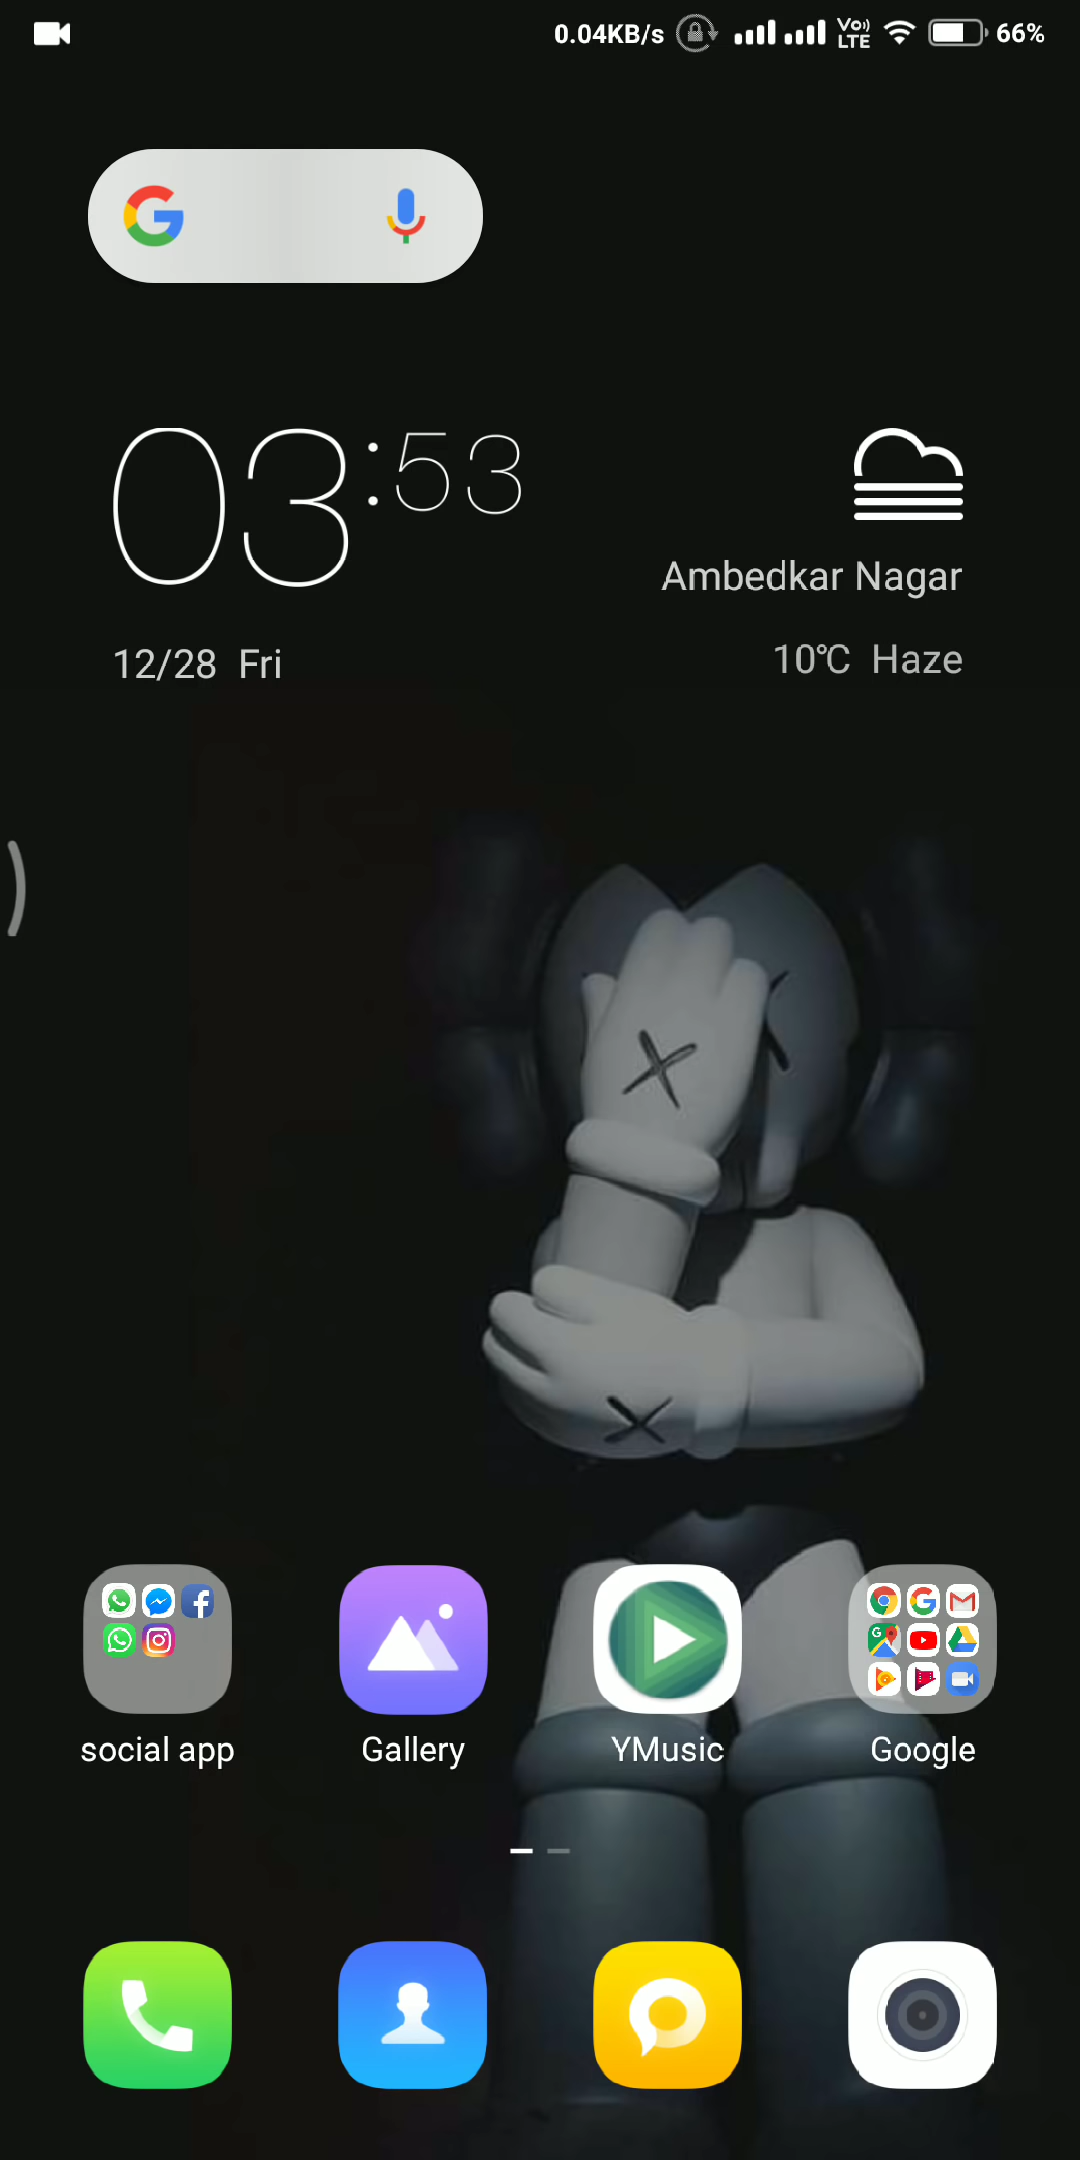 0.04KB/s Vo)) LTE 66%
03:53
Ambedkar Nagar
12/28 Fri
10℃ Haze
social app Gallery YMusic Google